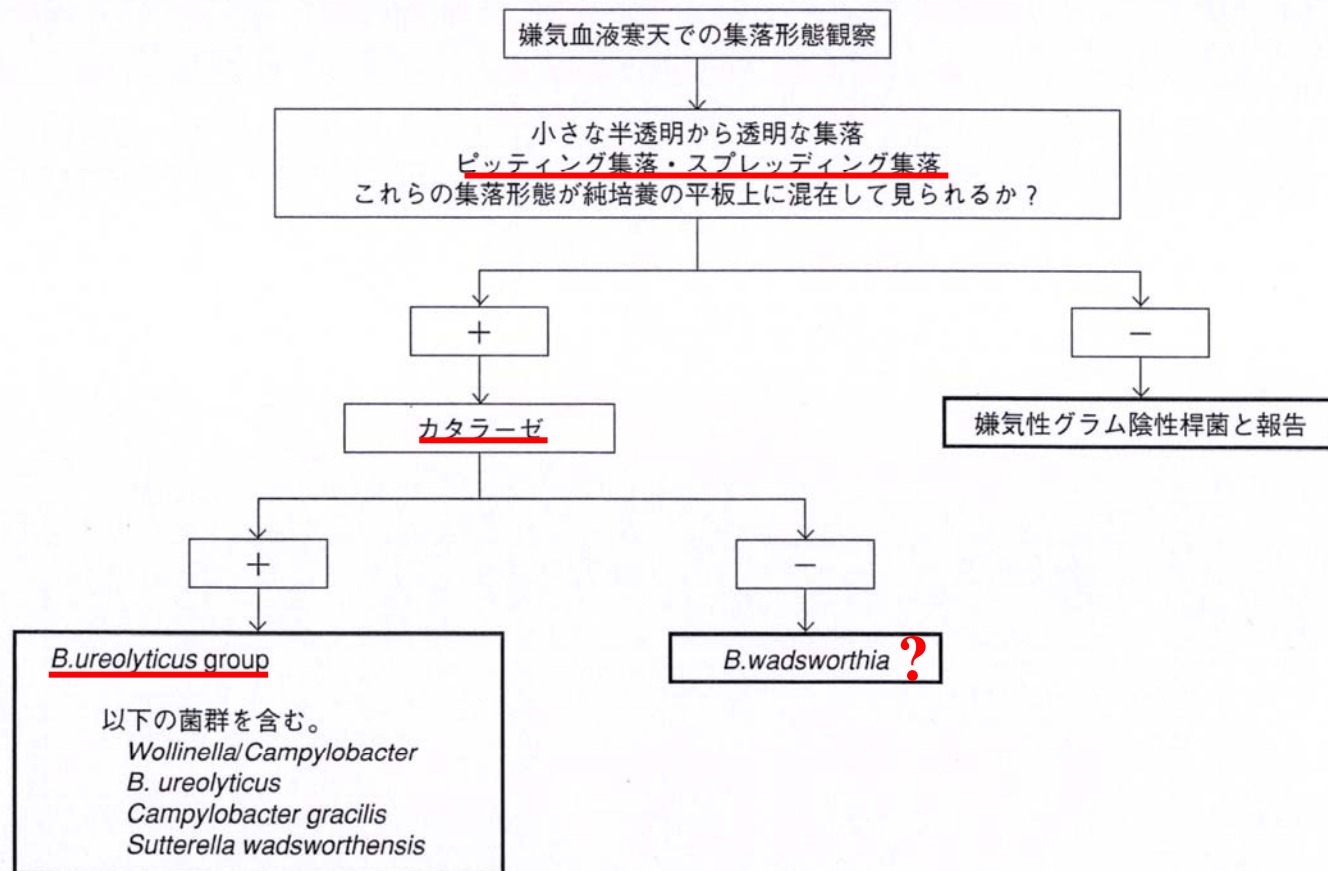 嫌気血液寒天での集落形態観察
小さな半透明から透明な集落
ピッティング集落・スプレッディング集落
これらの集落形態が純培養の平板上に混在して見られるか？
＋
－
カタラーゼ
嫌気性グラム陰性桿菌と報告
＋
－
B.ureolyticus group
B.wadsworthia ?
以下の菌群を含む。
Wollinella/Campylobacter
B. ureolyticus
Campylobacter gracilis
Sutterella wadsworthensis